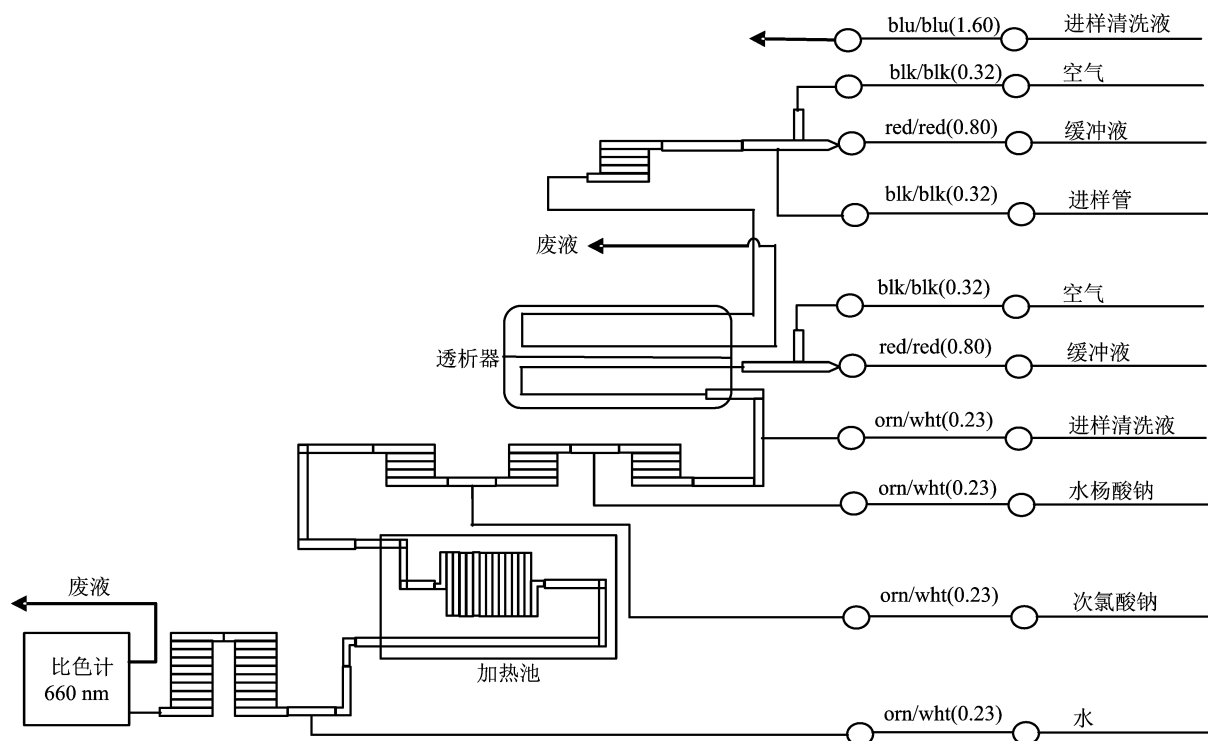 blu/blu(1.60) 进样清洗液
blk/blk(0.32) 空气
red/red(0.80) 缓冲液
blk/blk(0.32) 进样管
废液
blk/blk(0.32) 空气
透析器 red/red(0.80) 缓冲液
orn/wht(0.23) 进样清洗液
orn/wht(0.23) 水杨酸钠
废液 orn/wht(0.23) 次氯酸钠
比色计
660 nm
加热池
orn/wht(0.23) 水